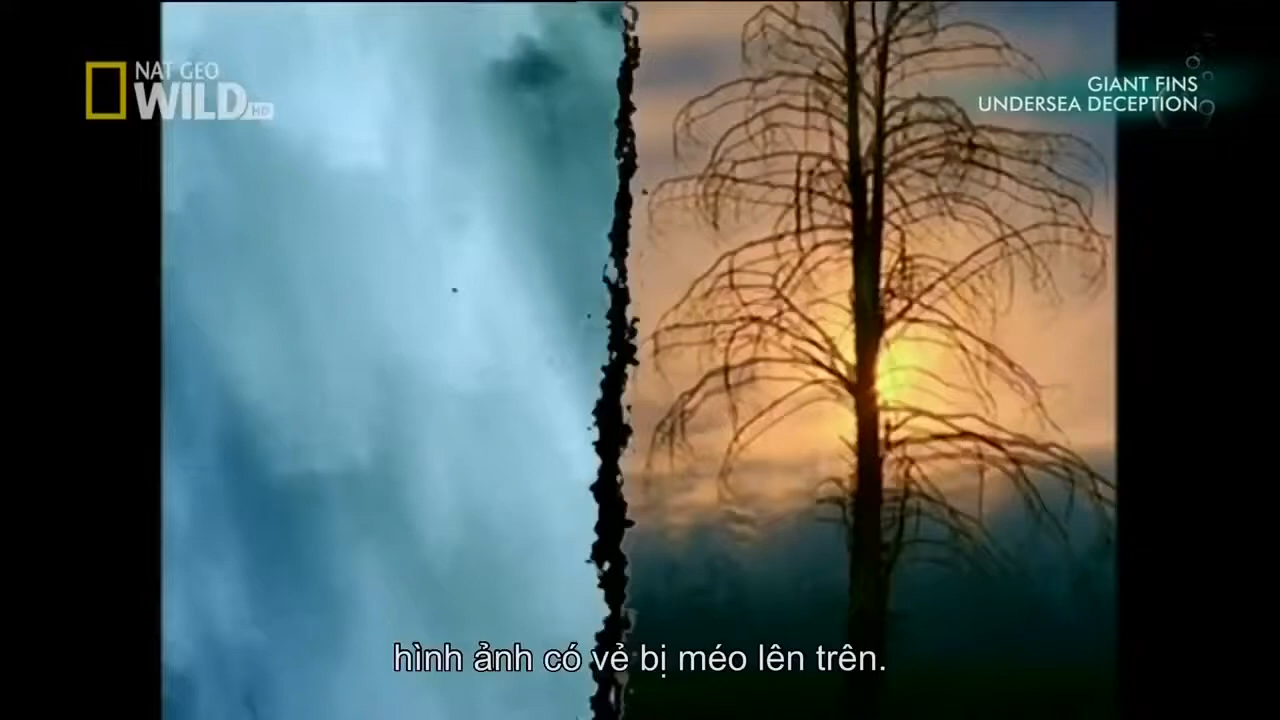 NAT GEO
WILD HD
GIANT FINS
UNDERSEA DECEPTION
hình ảnh có vẻ bị méo lên trên.